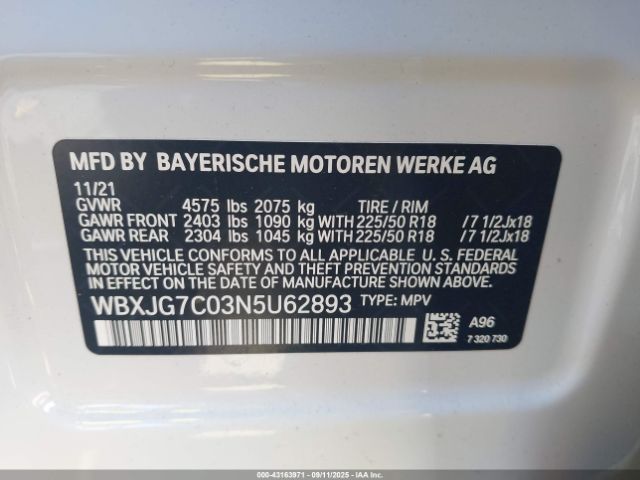 MFD BY BAYERISCHE MOTOREN WERKE AG
11/21
GVWR 4575 lbs 2075 kg TIRE / RIM
GAWR FRONT 2403 lbs 1090 kg WITH 225/50 R18 /7 1/2Jx18
GAWR REAR 2304 lbs 1045 kg WITH 225/50 R18 /7 1/2Jx18
THIS VEHICLE CONFORMS TO ALL APPLICABLE U. S. FEDERAL
MOTOR VEHICLE SAFETY AND THEFT PREVENTION STANDARDS
IN EFFECT ON THE DATE OF MANUFACTURE SHOWN ABOVE.
WBXJG7C03N5U62893 TYPE: MPV
A96
7 320 730
000-43163971 - 09/11/2025 - IAAI.CA